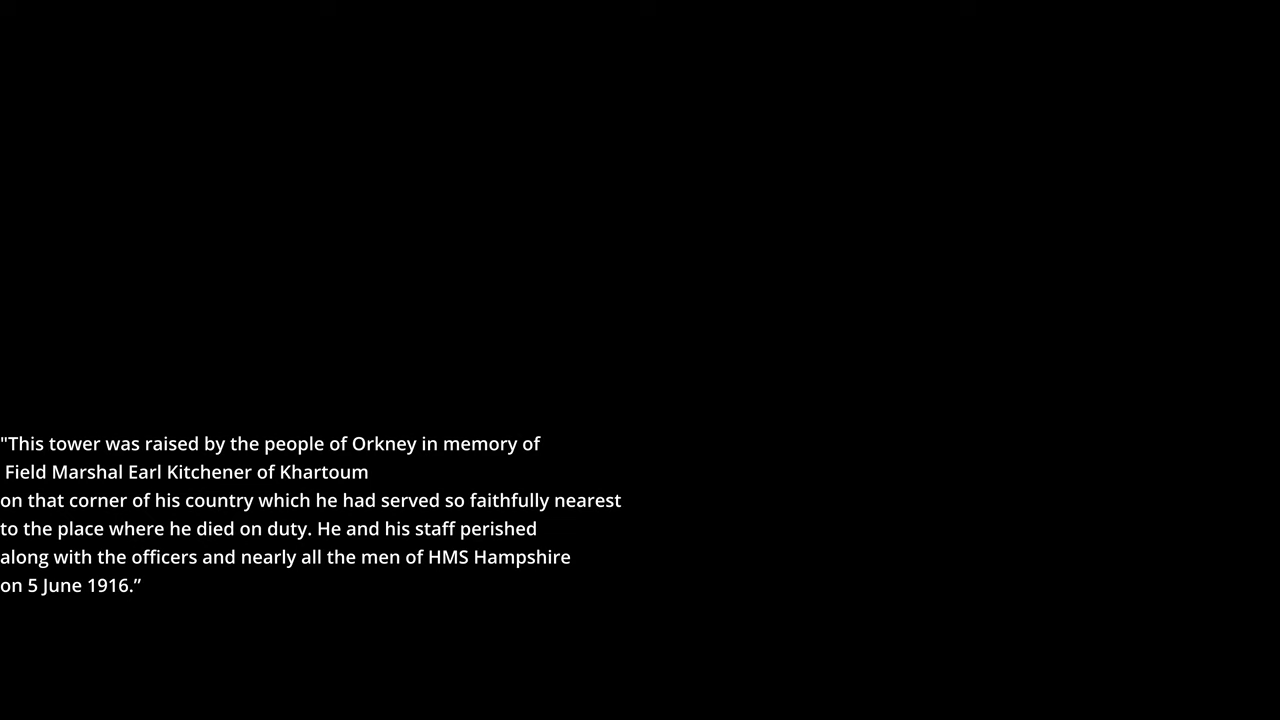 "This tower was raised by the people of Orkney in memory of
Field Marshal Earl Kitchener of Khartoum
on that corner of his country which he had served so faithfully nearest
to the place where he died on duty. He and his staff perished
along with the officers and nearly all the men of HMS Hampshire
on 5 June 1916.”